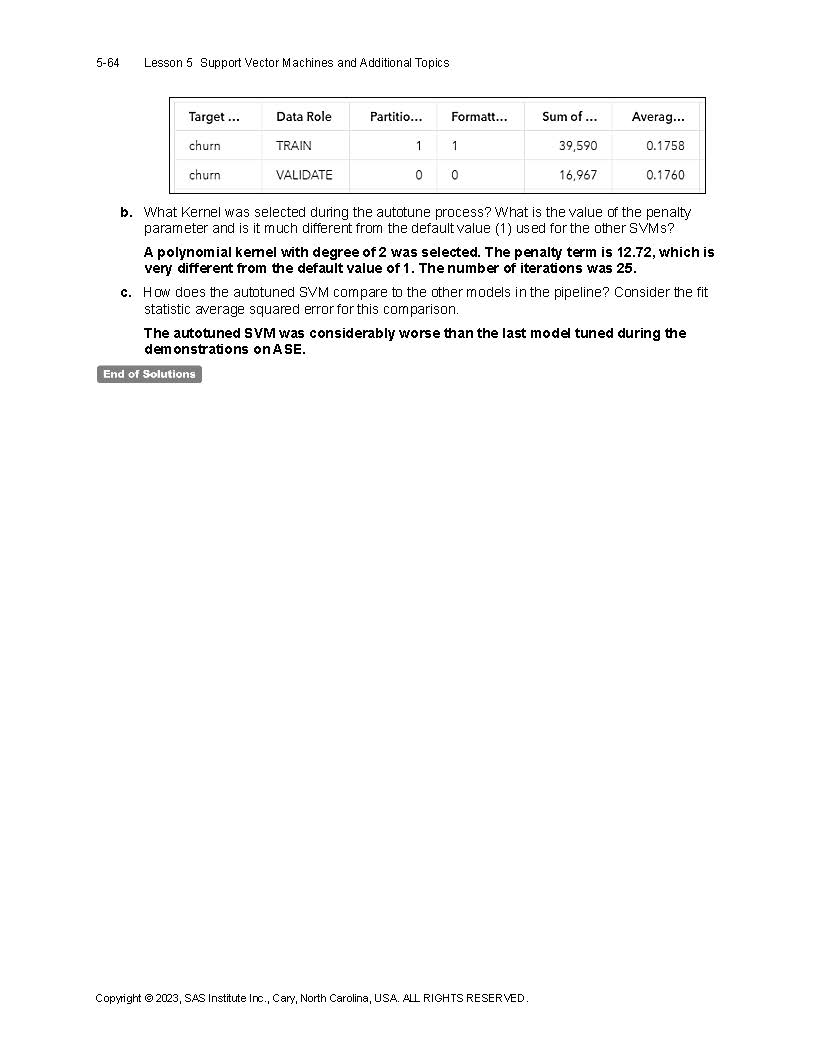 5-64 Lesson 5 Support Vector Machines and Additional Topics
Target ... Data Role Partitio... Formatt... Sum of ... Averag...
churn TRAIN 1 1 39,590 0.1758
churn VALIDATE 0 0 16,967 0.1760
b. What Kernel was selected during the autotune process? What is the value of the penalty
parameter and is it much different from the default value (1) used for the other SVMs?
A polynomial kernel with degree of 2 was selected. The penalty term is 12.72, which is
very different from the default value of 1. The number of iterations was 25.
c. How does the autotuned SVM compare to the other models in the pipeline? Consider the fit
statistic average squared error for this comparison.
The autotuned SVM was considerably worse than the last model tuned during the
demonstrations on ASE.
End of Solutions
Copyright © 2023, SAS Institute Inc., Cary, North Carolina, USA. ALL RIGHTS RESERVED.